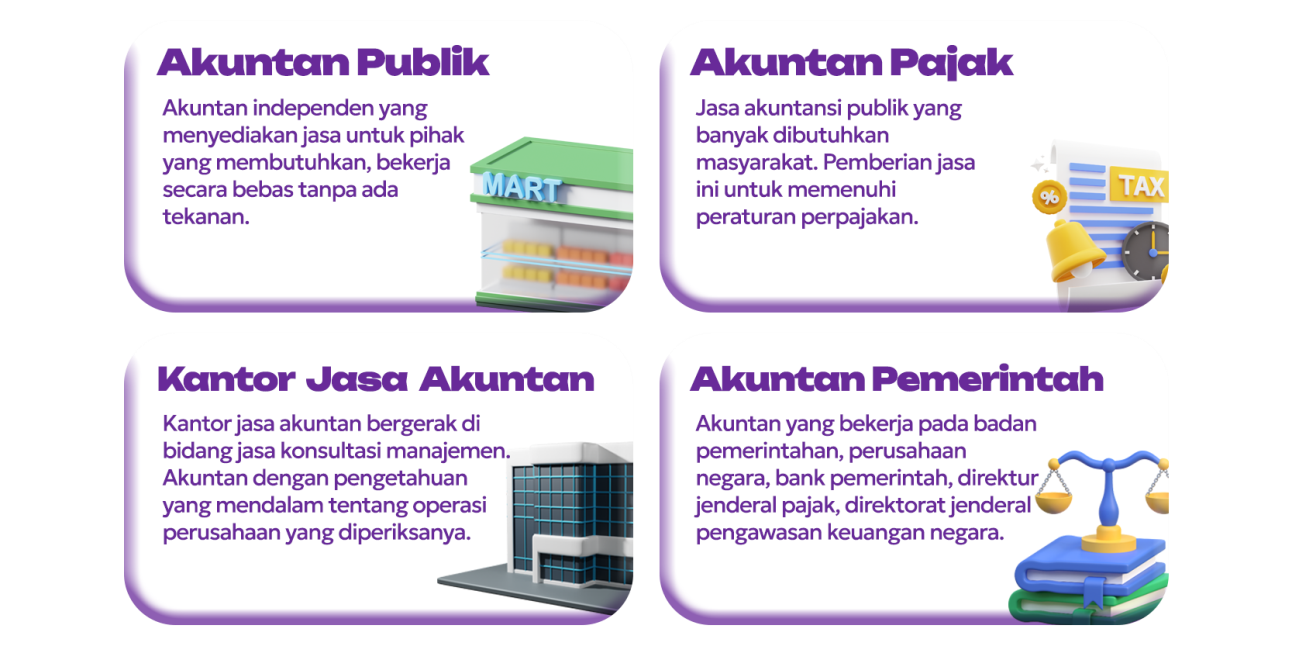 Akuntan Publik
Akuntan independen yang
menyediakan jasa untuk pihak
yang membutuhkan, bekerja
secara bebas tanpa ada
tekanan.
MART
Akuntan Pajak
Jasa akuntansi publik yang
banyak dibutuhkan
masyarakat. Pemberian jasa
ini untuk memenuhi
peraturan perpajakan.
%
TAX
Kantor Jasa Akuntan
Kantor jasa akuntan bergerak di
bidang jasa konsultasi manajemen.
Akuntan dengan pengetahuan
yang mendalam tentang operasi
perusahaan yang diperiksanya.
Akuntan Pemerintah
Akuntan yang bekerja pada badan
pemerintahan, perusahaan
negara, bank pemerintah, direktur
jenderal pajak, direktorat jenderal
pengawasan keuangan negara.